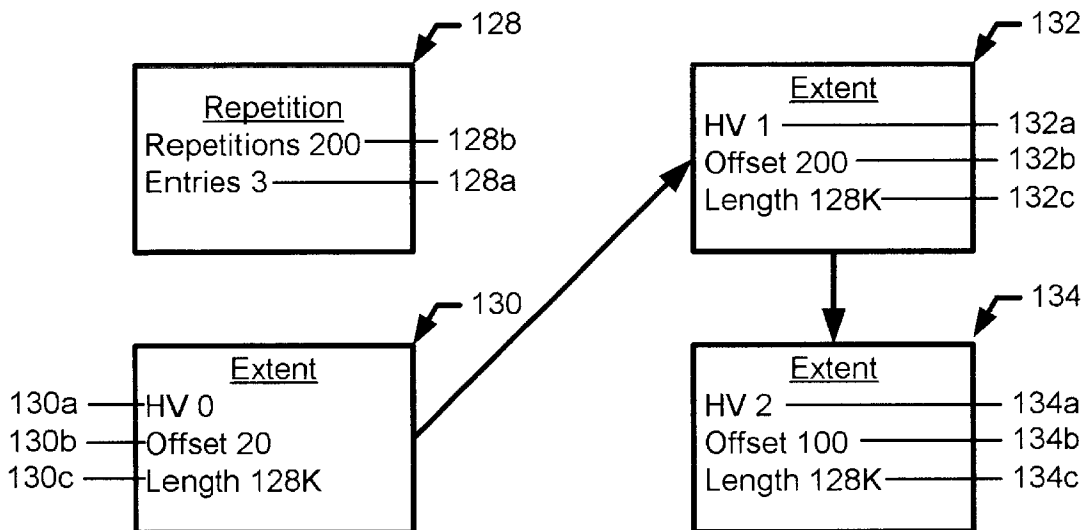 128
Repetition
Repetitions 200
128b
Entries 3
128a
132
Extent
HV 1
132a
Offset 200
132b
Length 128K
132c
130
Extent
130a
HV 0
130b
Offset 20
130c
Length 128K
134
Extent
HV 2
134a
Offset 100
134b
Length 128K
134c